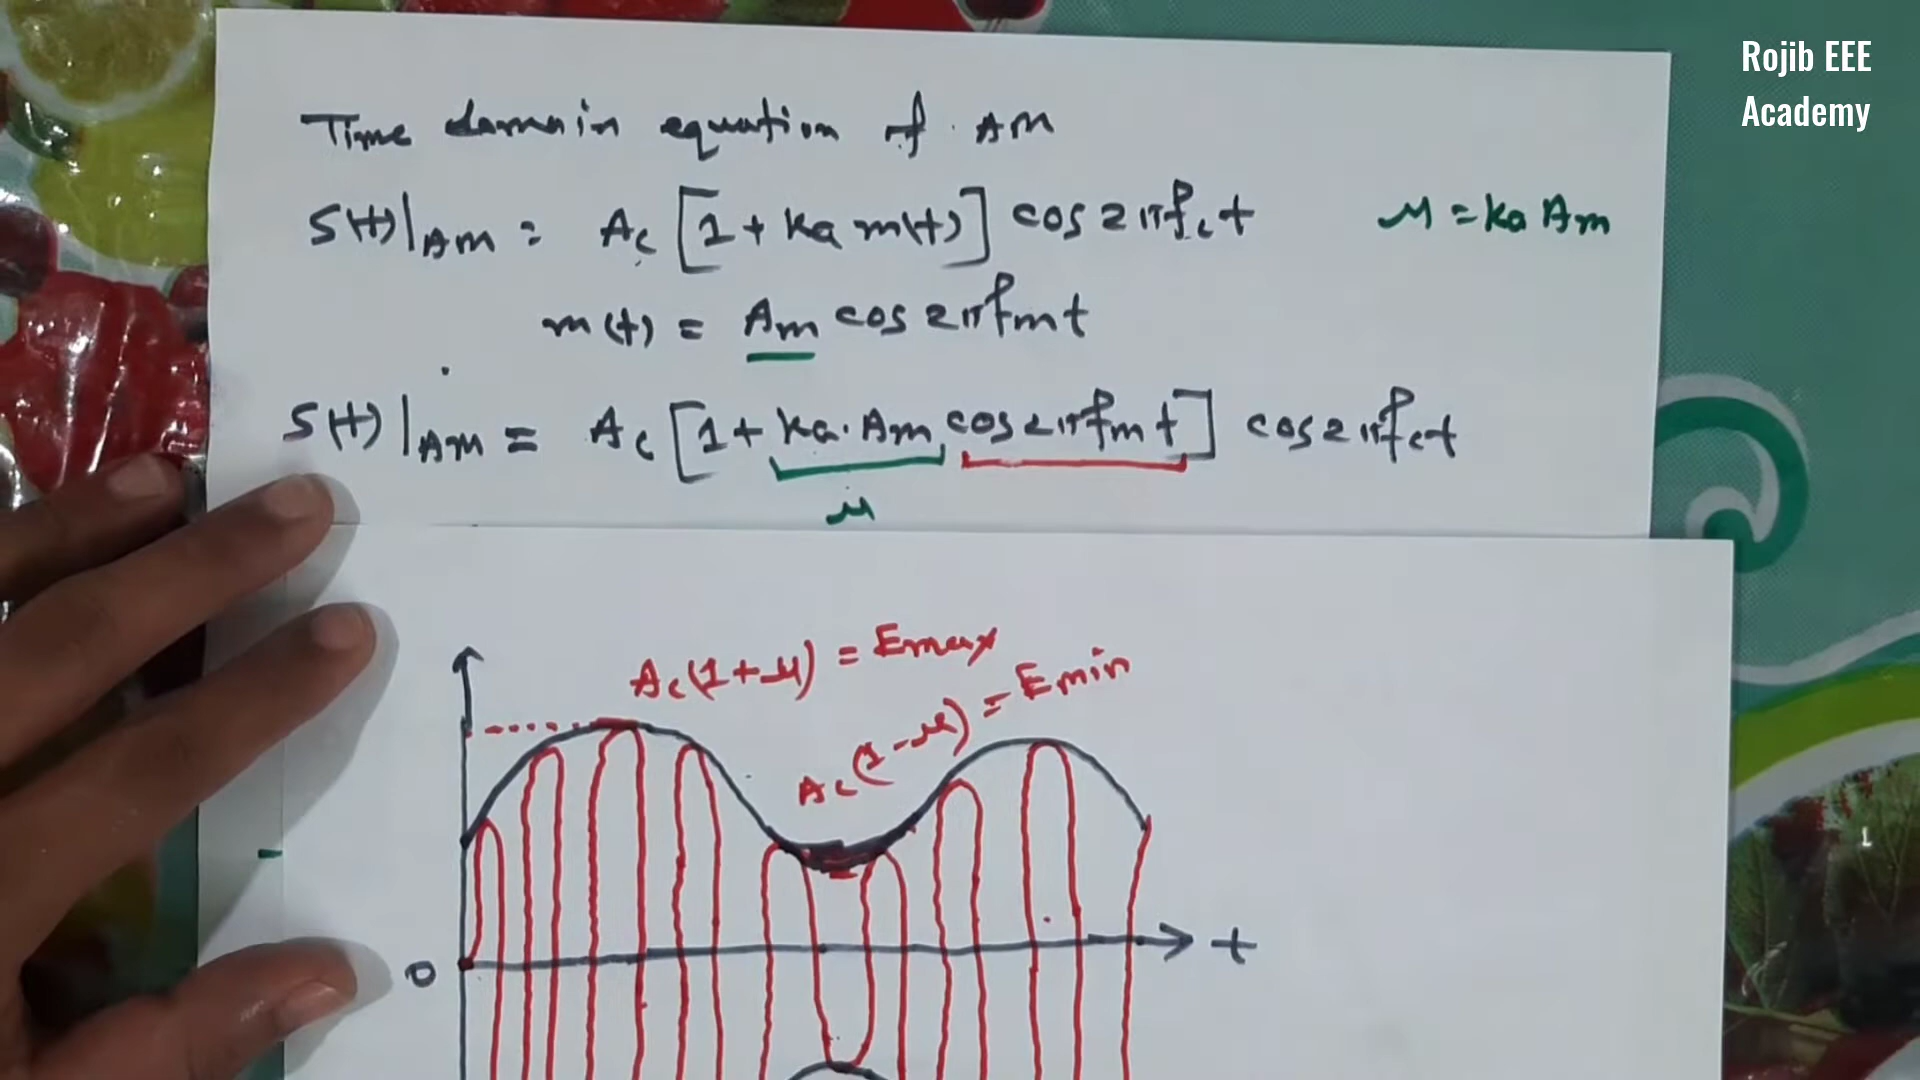 Rojib EEE
Academy
Time domain equation of AM
S(t)|AM = Ac [1 + ka m(t)] cos 2πfct
μ = ka Am
m(t) = Am cos 2πfmt
S(t)|AM = Ac [1 + ka. Am cos 2πfmt] cos 2πfct
μ
Ac(1+μ) = Emax
Ac(1-μ) = Emin
0
t
1